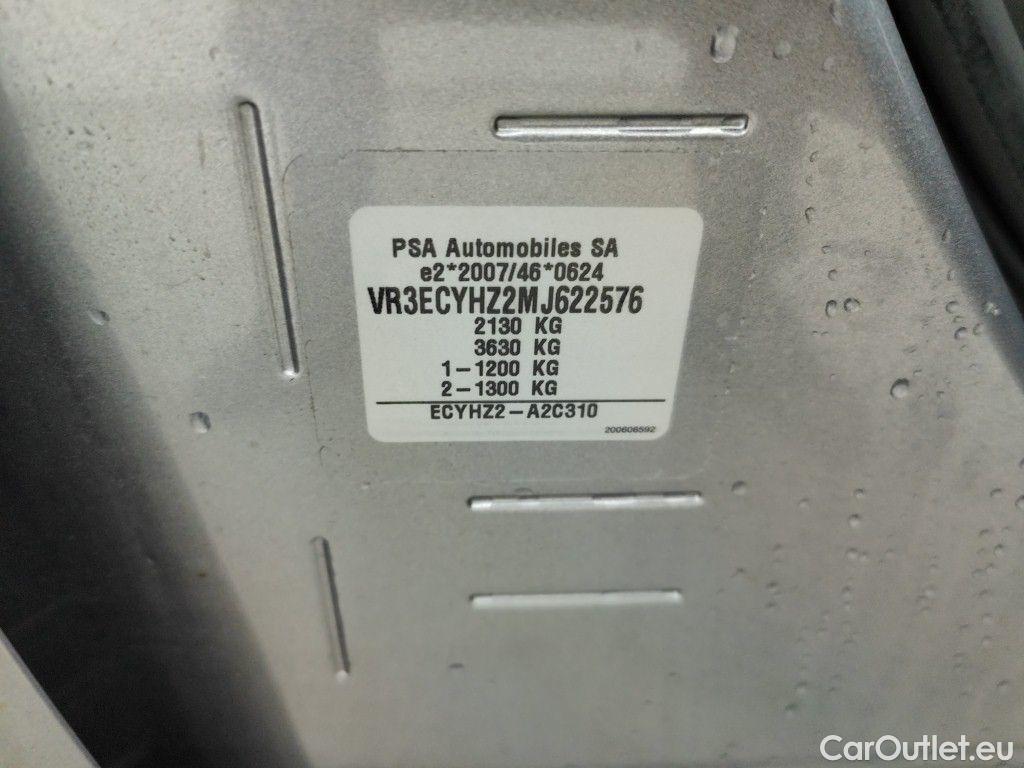 PSA Automobiles SA
e2*2007/46*0624
VR3ECYHZ2MJ622576
2130 KG
3630 KG
1-1200 KG
2-1300 KG
ECYHZ2-A2C310
200606592
CarOutlet.eu